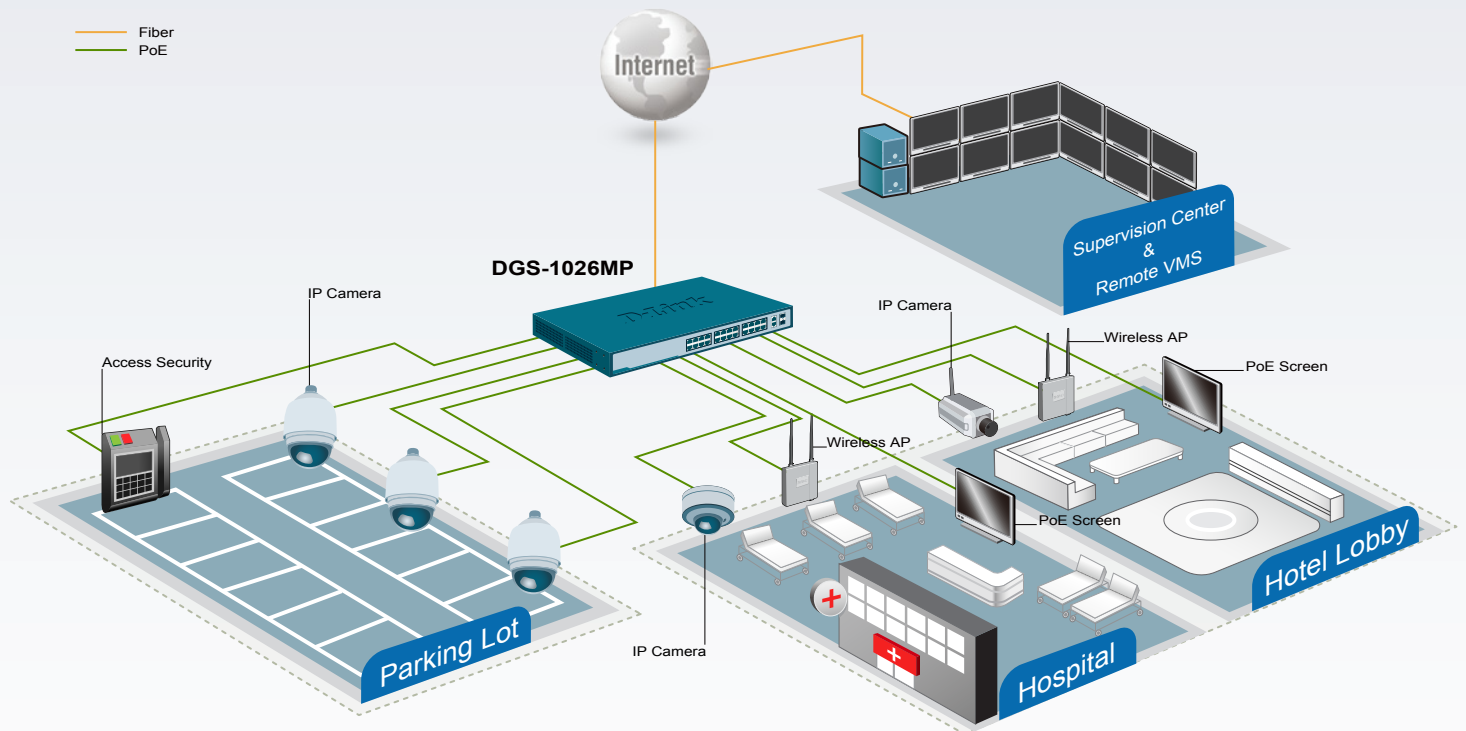 Fiber
PoE
Internet
Supervision Center
&
Remote VMS
DGS-1026MP
D-Link
IP Camera
IP Camera
Wireless AP
Access Security
PoE Screen
Wireless AP
PoE Screen
Hotel Lobby
Parking Lot
IP Camera
Hospital